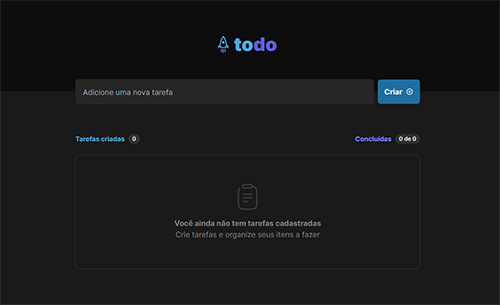 todo
Adicione uma nova tarefa
Criar
Tarefas criadas 0
Concluídas 0 de 0
Você ainda não tem tarefas cadastradas
Crie tarefas e organize seus itens a fazer